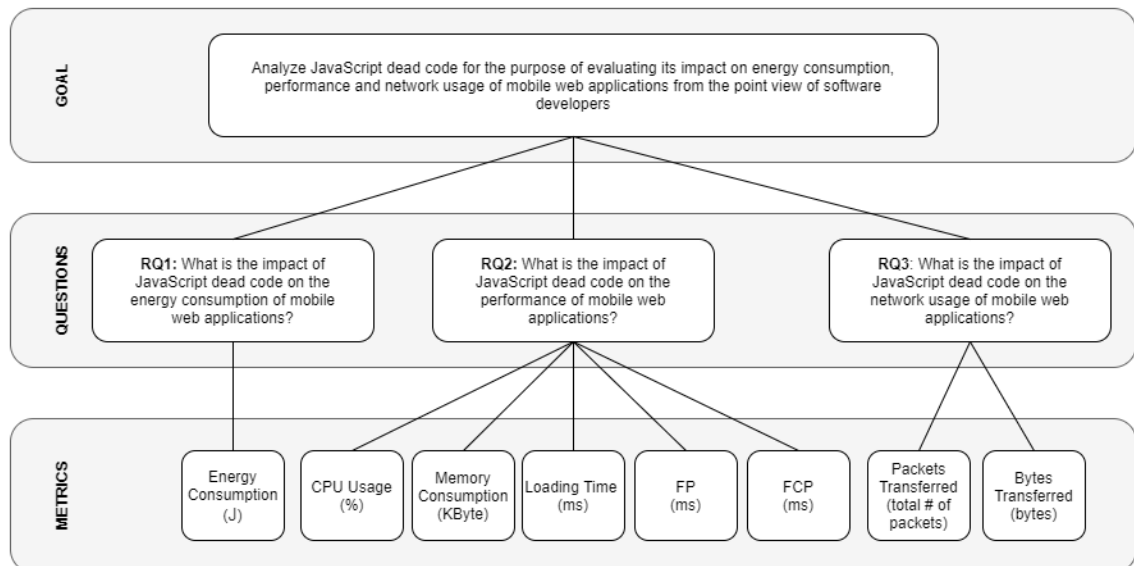 GOAL
Analyze JavaScript dead code for the purpose of evaluating its impact on energy consumption,
performance and network usage of mobile web applications from the point view of software
developers
QUESTIONS
RQ1: What is the impact of
JavaScript dead code on the
energy consumption of mobile
web applications?
RQ2: What is the impact of
JavaScript dead code on the
performance of mobile web
applications?
RQ3: What is the impact of
JavaScript dead code on the
network usage of mobile web
applications?
METRICS
Energy
Consumption
(J)
CPU Usage
(%)
Memory
Consumption
(KByte)
Loading Time
(ms)
FP
(ms)
FCP
(ms)
Packets
Transferred
(total # of
packets)
Bytes
Transferred
(bytes)